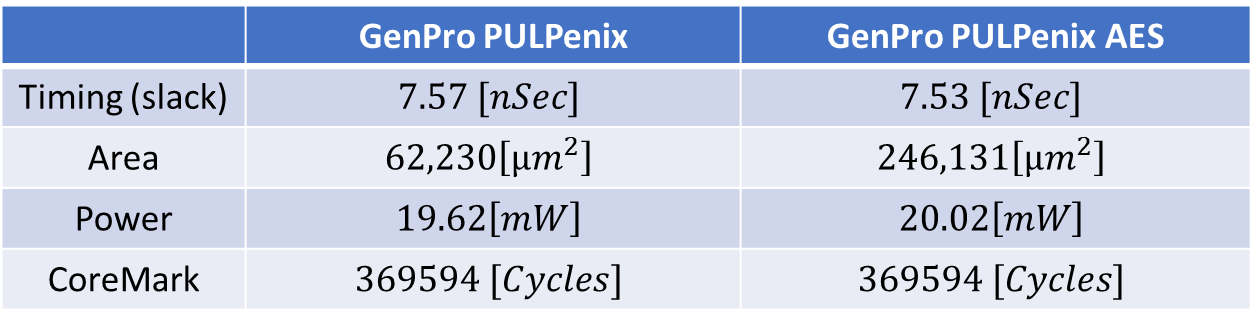 GenPro PULPenix GenPro PULPenix AES
Timing (slack) 7.57 [nSec] 7.53 [nSec]
Area 62,230[μm²] 246,131[μm²]
Power 19.62[mW] 20.02[mW]
CoreMark 369594 [Cycles] 369594 [Cycles]